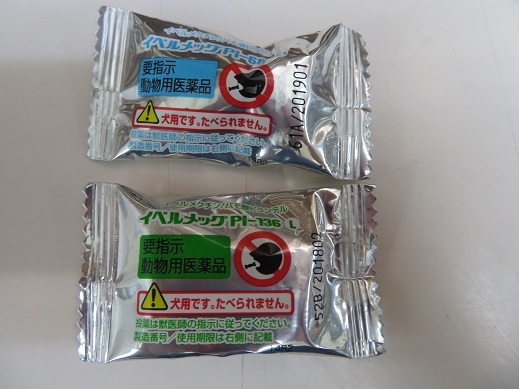 イベルメック PI-68
要指示
動物用医薬品
犬用です。たべられません。
投薬は獣医師の指示に従ってください
製造番号／使用期限は右側に記載
61A/201901
イベルメクチン/パモ酸ピランテル
イベルメック PI-136 L
要指示
動物用医薬品
犬用です。たべられません。
投薬は獣医師の指示に従ってください
製造番号／使用期限は右側に記載
52B/201802